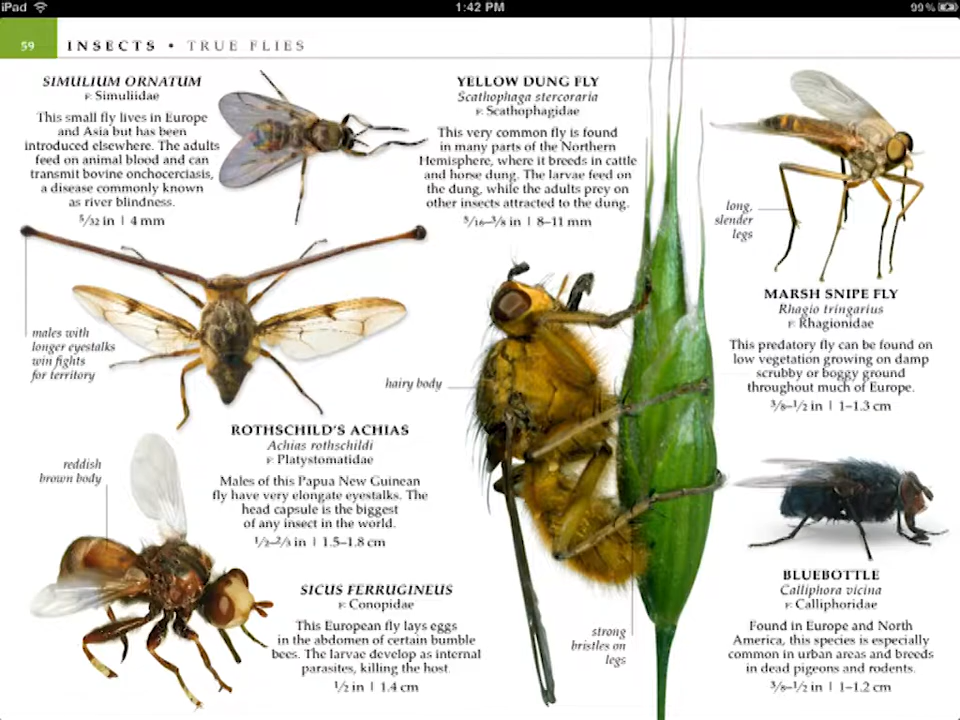 iPad
1:42 PM
99%
59
INSECTS • TRUE FLIES
SIMULIUM ORNATUM
F: Simuliidae
This small fly lives in Europe
and Asia but has been
introduced elsewhere. The adults
feed on animal blood and can
transmit bovine onchocerciasis,
a disease commonly known
as river blindness.
5/32 in | 4 mm
YELLOW DUNG FLY
Scathophaga stercoraria
F: Scathophagidae
This very common fly is found
in many parts of the Northern
Hemisphere, where it breeds in cattle
and horse dung. The larvae feed on
the dung, while the adults prey on
other insects attracted to the dung.
5/16–3/8 in | 8–11 mm
long,
slender
legs
MARSH SNIPE FLY
Rhagio tringarius
F: Rhagionidae
This predatory fly can be found on
low vegetation growing on damp
scrubby or boggy ground
throughout much of Europe.
3/8–1/2 in | 1–1.3 cm
males with
longer eyestalks
win fights
for territory
hairy body
ROTHSCHILD'S ACHIAS
Achias rothschildi
F: Platystomatidae
Males of this Papua New Guinean
fly have very elongate eyestalks. The
head capsule is the biggest
of any insect in the world.
1/2–2/3 in | 1.5–1.8 cm
reddish
brown body
SICUS FERRUGINEUS
F: Conopidae
This European fly lays eggs
in the abdomen of certain bumble
bees. The larvae develop as internal
parasites, killing the host.
1/2 in | 1.4 cm
strong
bristles on
legs
BLUEBOTTLE
Calliphora vicina
F: Calliphoridae
Found in Europe and North
America, this species is especially
common in urban areas and breeds
in dead pigeons and rodents.
3/8–1/2 in | 1–1.2 cm